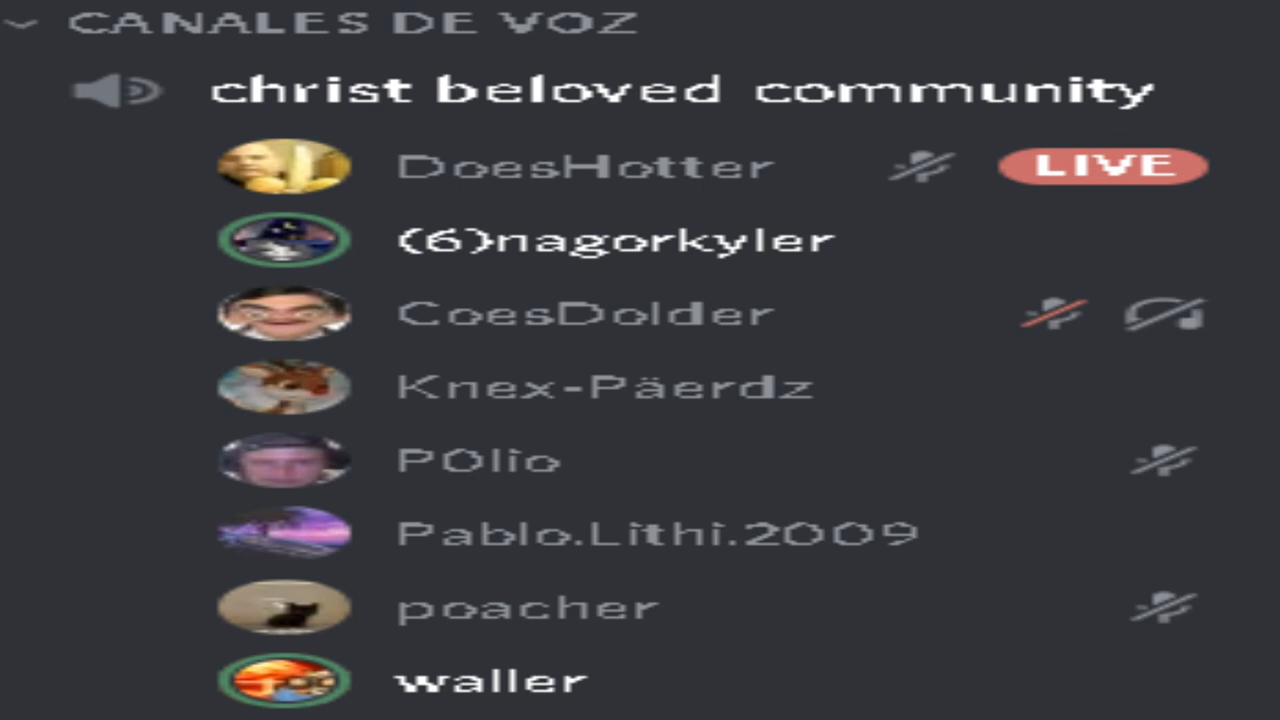 CANALES DE VOZ
christ beloved community
DoesHotter LIVE
(6)nagorkyler
CoesDolder
Knex-Päerdz
P0lio
Pablo.Lithi.2009
poacher
waller